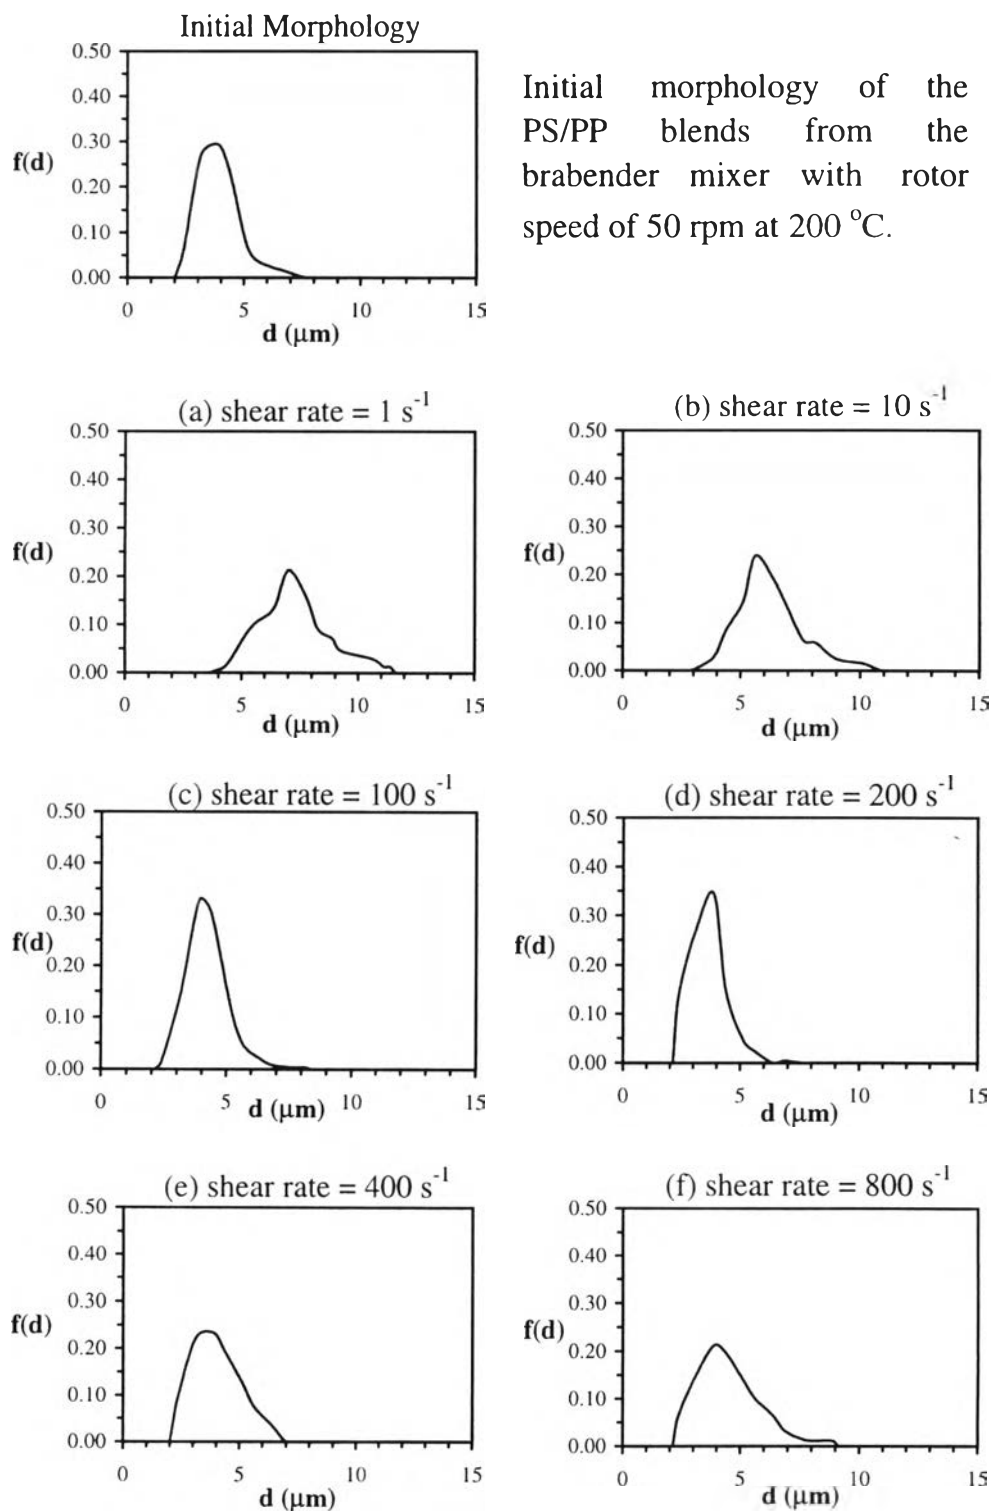 Initial Morphology
0.50
0.40
0.30
f(d)
0.20
0.10
0.00
0 5 10 15
d (μm)
Initial morphology of the
PS/PP blends from the
brabender mixer with rotor
speed of 50 rpm at 200 °C.
(a) shear rate = 1 s⁻¹
0.50
0.40
0.30
f(d)
0.20
0.10
0.00
0 5 10 15
d (μm)
(b) shear rate = 10 s⁻¹
0.50
0.40
0.30
f(d)
0.20
0.10
0.00
0 5 10 15
d (μm)
(c) shear rate = 100 s⁻¹
0.50
0.40
0.30
f(d)
0.20
0.10
0.00
0 5 10 15
d (μm)
(d) shear rate = 200 s⁻¹
0.50
0.40
0.30
f(d)
0.20
0.10
0.00
0 5 10 15
d (μm)
(e) shear rate = 400 s⁻¹
0.50
0.40
0.30
f(d)
0.20
0.10
0.00
0 5 10 15
d (μm)
(f) shear rate = 800 s⁻¹
0.50
0.40
0.30
f(d)
0.20
0.10
0.00
0 5 10 15
d (μm)